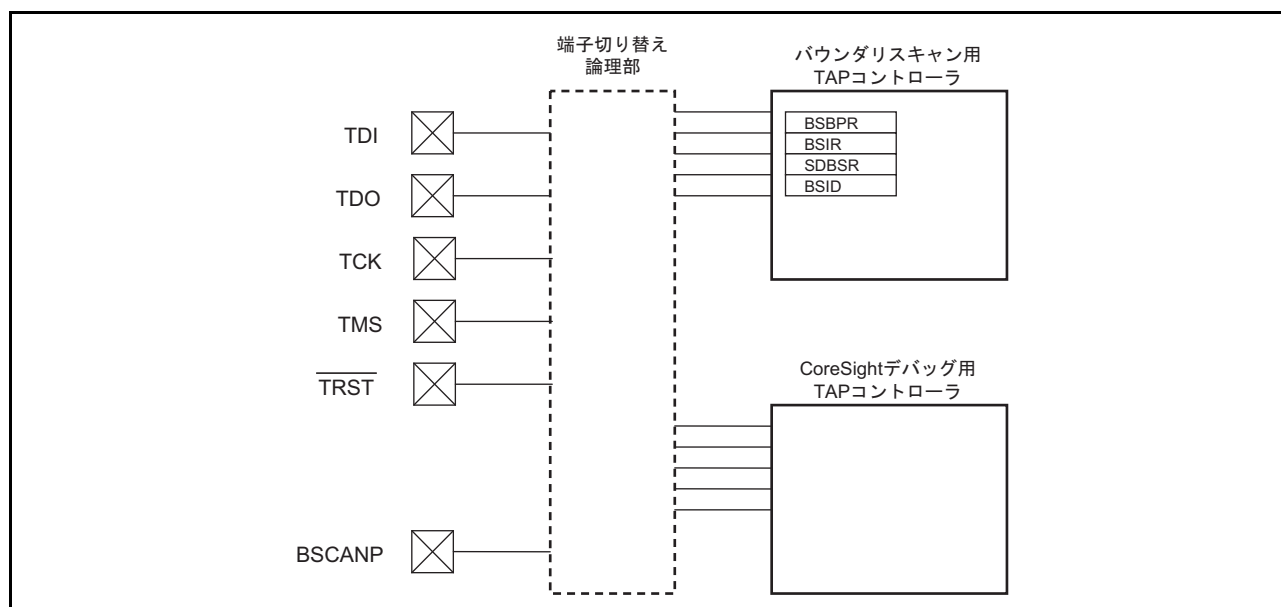 端子切り替え
論理部
バウンダリスキャン用
TAPコントローラ
TDI
TDO
TCK
TMS
TRST
BSCANP
BSBPR
BSIR
SDBSR
BSID
CoreSightデバッグ用
TAPコントローラ